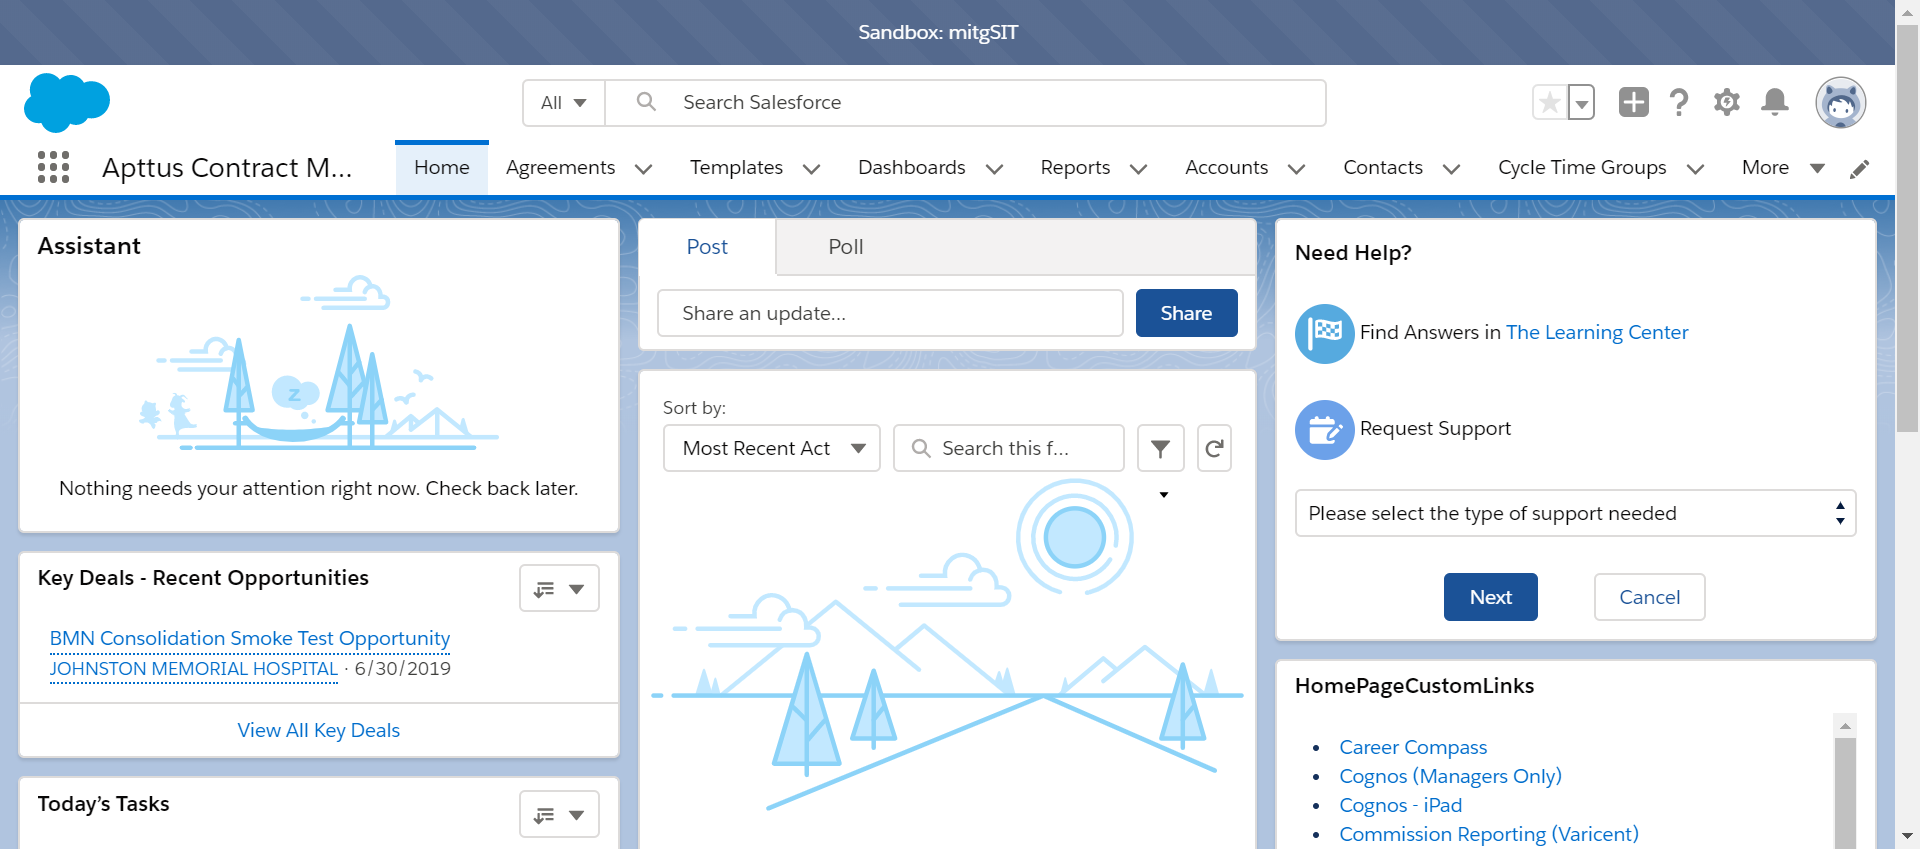 Sandbox: mitgSIT
All
Search Salesforce
Apttus Contract M...
Home
Agreements
Templates
Dashboards
Reports
Accounts
Contacts
Cycle Time Groups
More
Assistant
Nothing needs your attention right now. Check back later.
Key Deals - Recent Opportunities
BMN Consolidation Smoke Test Opportunity
JOHNSTON MEMORIAL HOSPITAL · 6/30/2019
View All Key Deals
Today’s Tasks
Post
Poll
Share an update...
Share
Sort by:
Most Recent Act
Search this f...
Need Help?
Find Answers in The Learning Center
Request Support
Please select the type of support needed
Next
Cancel
HomePageCustomLinks
Career Compass
Cognos (Managers Only)
Cognos - iPad
Commission Reporting (Varicent)
z